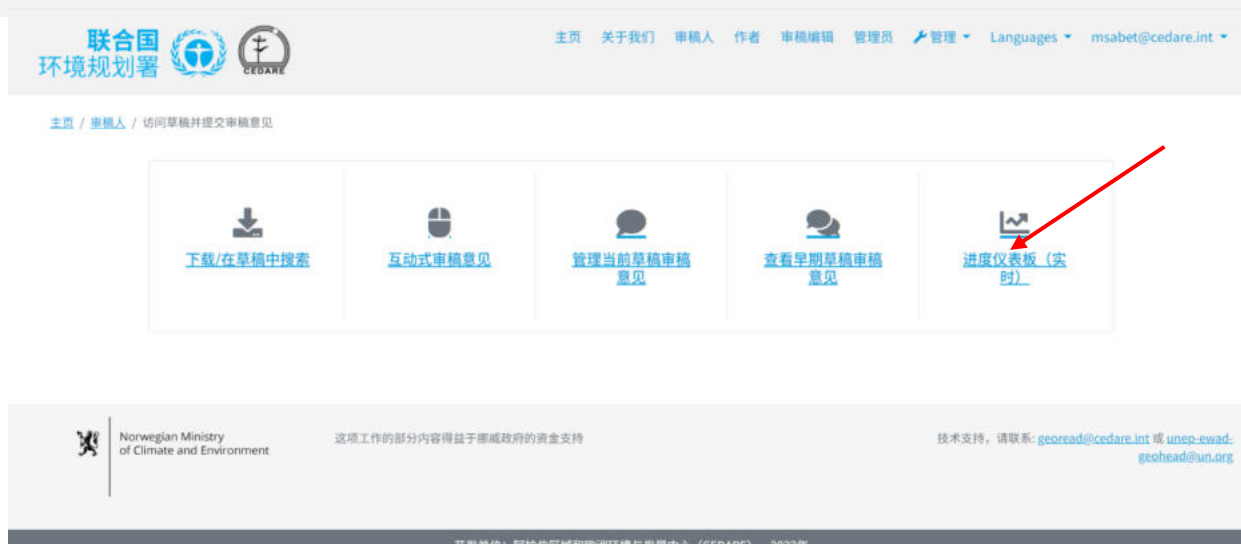 联合国
环境规划署
CEDARE
主页 关于我们 审稿人 作者 审稿编辑 管理员 管理 Languages msabet@cedare.int
主页 / 审稿人 / 访问草稿并提交审稿意见
下载/在草稿中搜索
互动式审稿意见
管理当前草稿审稿
意见
查看早期草稿审稿
意见
进度仪表板（实
时）
Norwegian Ministry
of Climate and Environment
这项工作的部分内容得益于挪威政府的资金支持
技术支持，请联系: georead@cedare.int 或 unep-ewad-
geohead@un.org